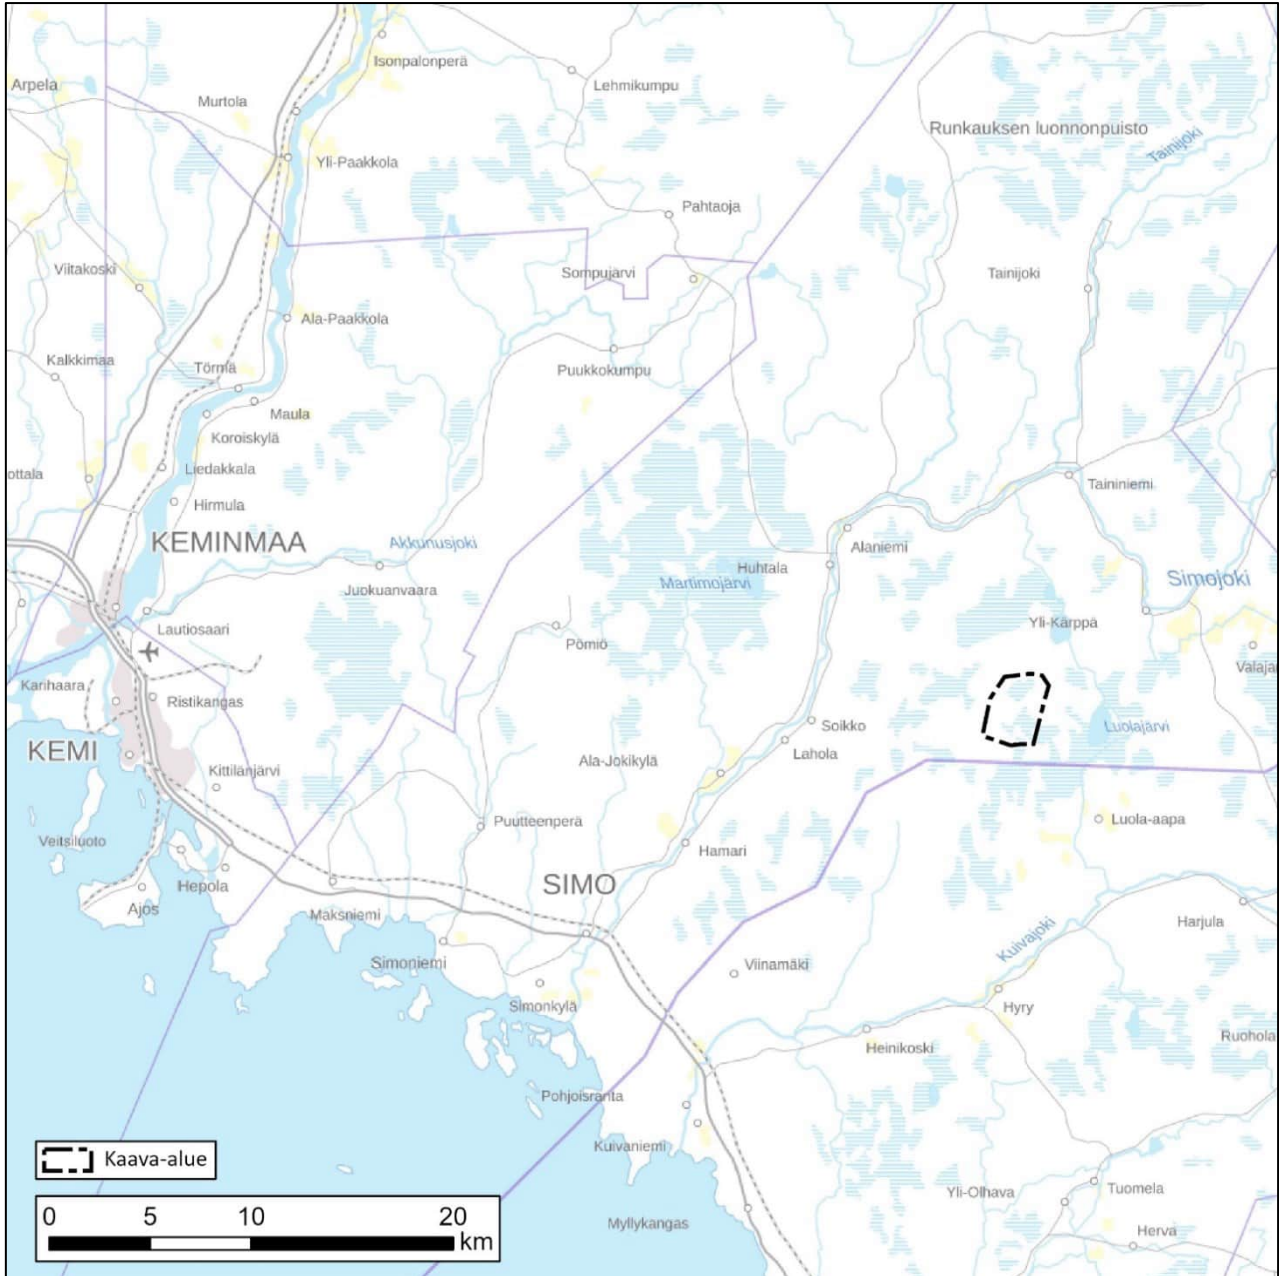 Isonpalonperä
Lehmikumpu
Arpela
Murtola
Runkauksen luonnonpuisto
Tainijoki
Yli-Paakkola
Pahtaoja
Viitakoski
Sompujärvi
Tainijoki
Ala-Paakkola
Kalkkimaa
Törmä
Puukkokumpu
Maula
Koroiskylä
Liedakkala
ottala
Taininiemi
Hirmula
KEMINMAA
Akkunusjoki
Alaniemi
Huhtala
Martimojärvi
Simojoki
Juokuanvaara
Yli-Kärppä
Lautiosaari
Pömiö
Valaja
Karihaara
Ristikangas
Soikko
Luolajärvi
KEMI
Lahola
Ala-Jokikylä
Kittilänjärvi
Puutteenperä
Luola-aapa
Veitsiluoto
Hamari
Hepola
SIMO
Ajos
Maksniemi
Harjula
Kuivajoki
Simoniemi
Viinamäki
Simonkylä
Hyry
Heinikoski
Ruohola
Pohjoisranta
Kuivaniemi
Kaava-alue
Yli-Olhava
Tuomela
Myllykangas
Herva
0 5 10 20
km